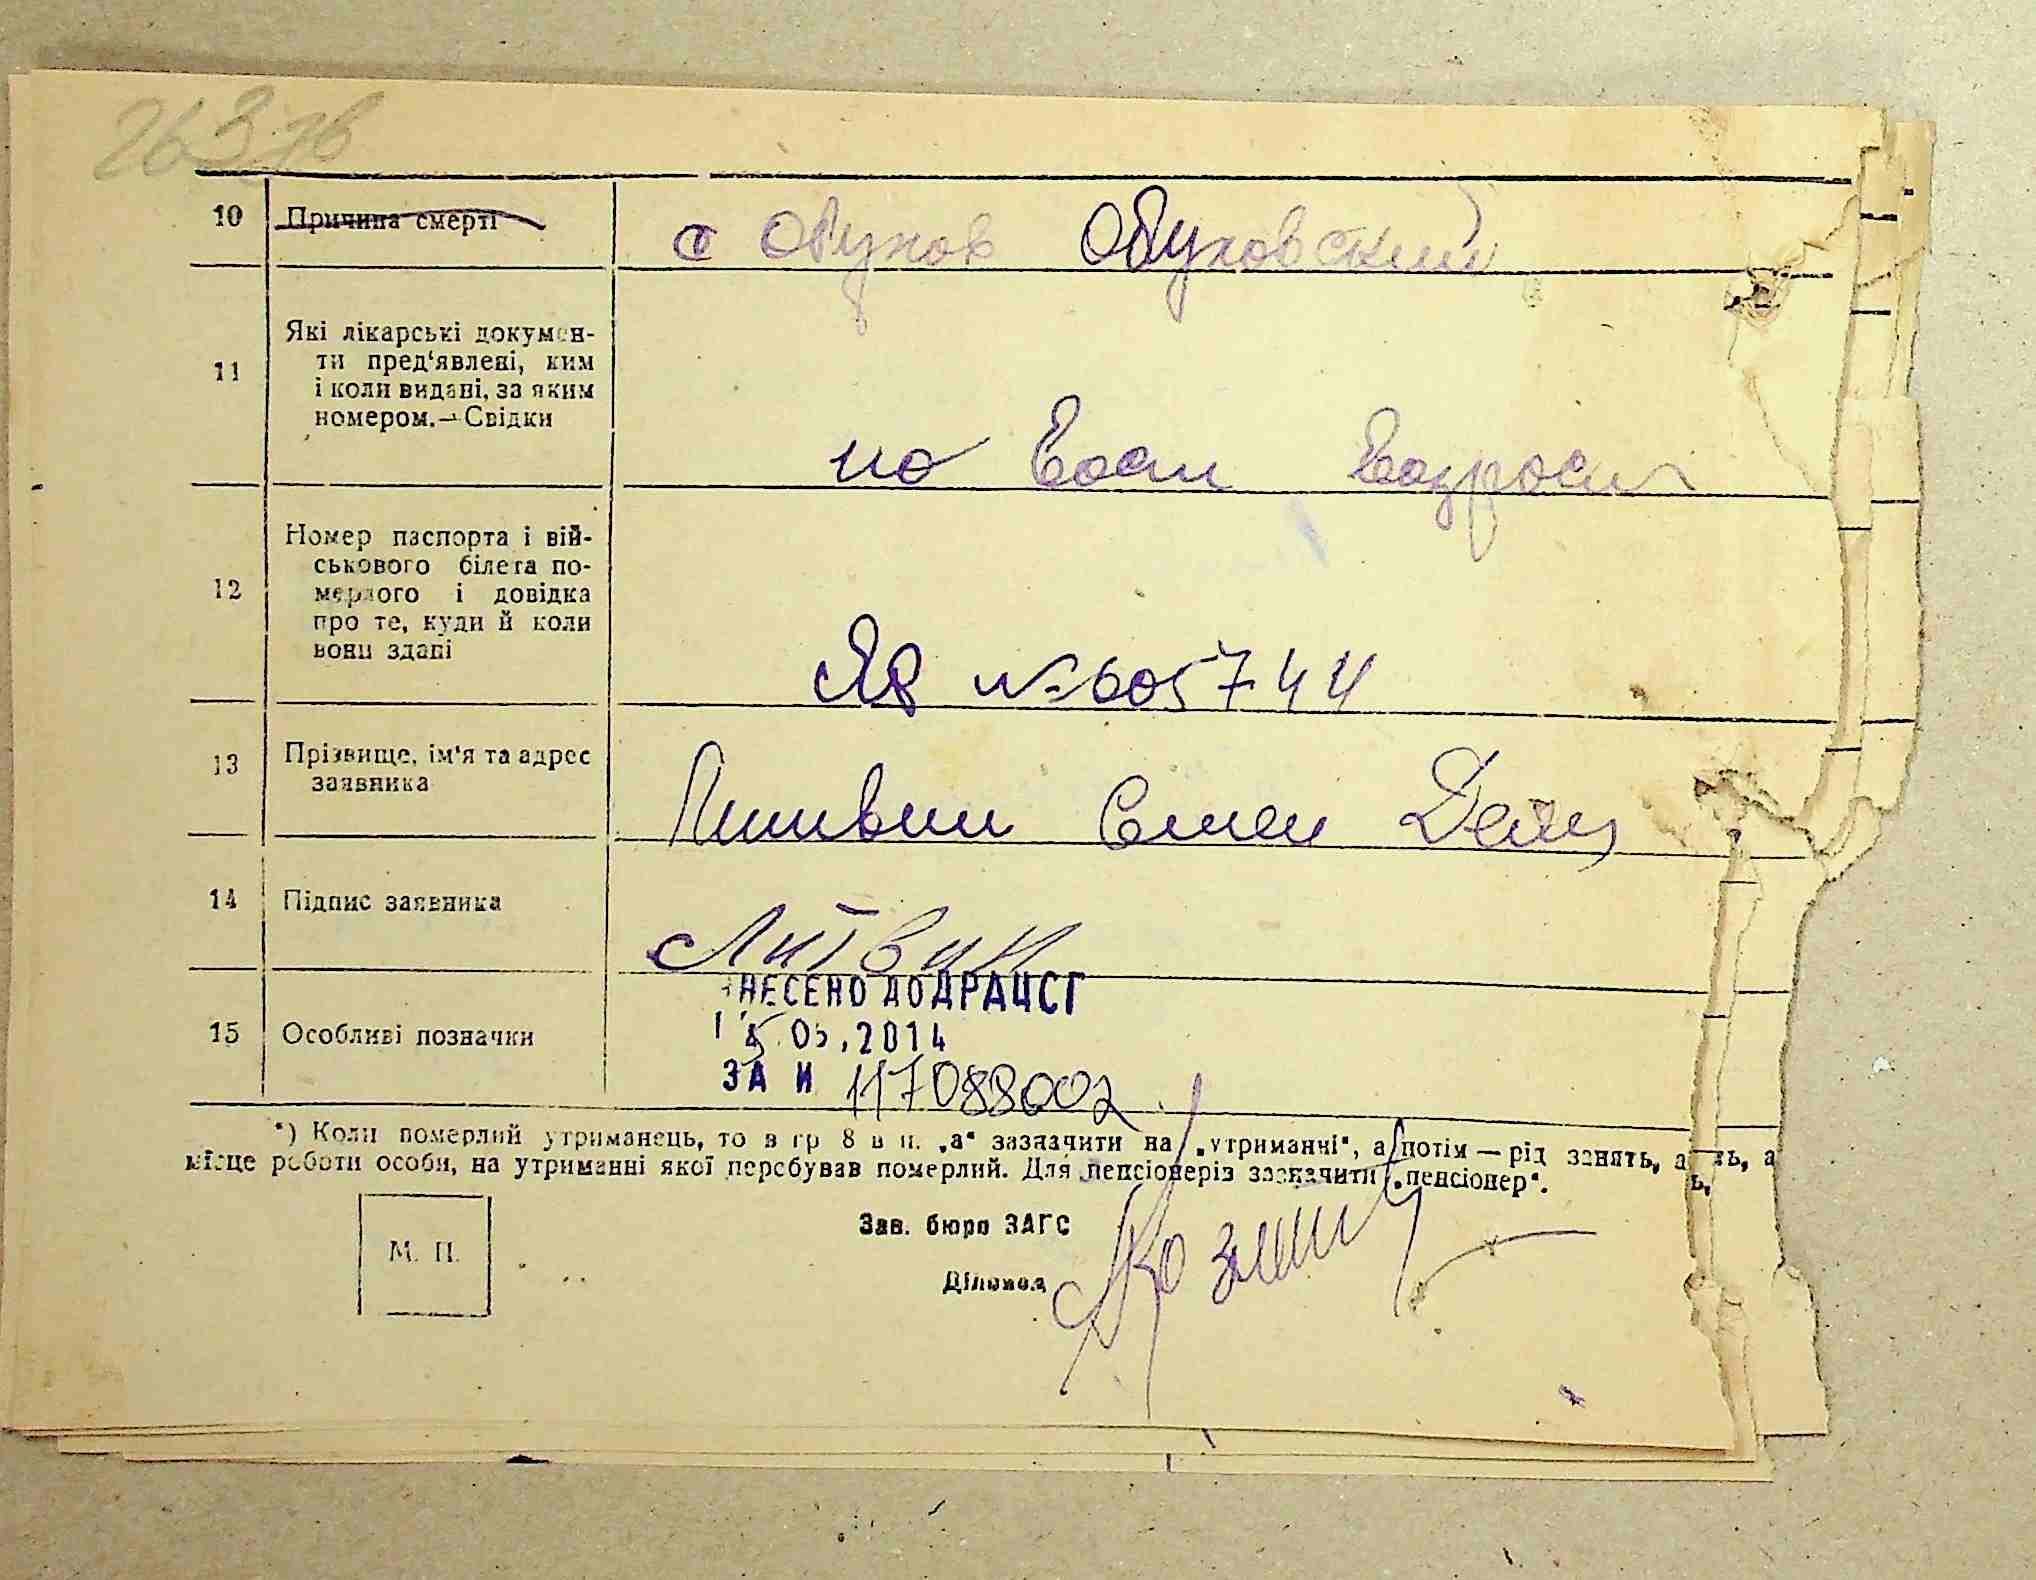 10 Причина смерті с Обухов Обуховский
11 Які лікарські докумен-
ти пред'явлені, ким
і коли видані, за яким
номером. — Свідки
по
12 Номер паспорта і вій-
ськового білета по-
мерлого і довідка
про те, куди й коли
вони здані
ЯР № 605744
13 Прізвище, ім'я та адрес
заявника
Литвин Семен
14 Підпис заявника
Литвин
НЕСЕНО ДО ДРАЦСГ
15 Особливі позначки
05.2014
ЗА И 117088002
*) Коли померлий утриманець, то в гр 8 в п. „а“ зазначити на „утриманні“, а потім — рід занять, а
місце роботи особи, на утриманні якої перебував померлий. Для пенсіонерів зазначити „пенсіонер“.
Зав. бюро ЗАГС
М. П.
Діловод